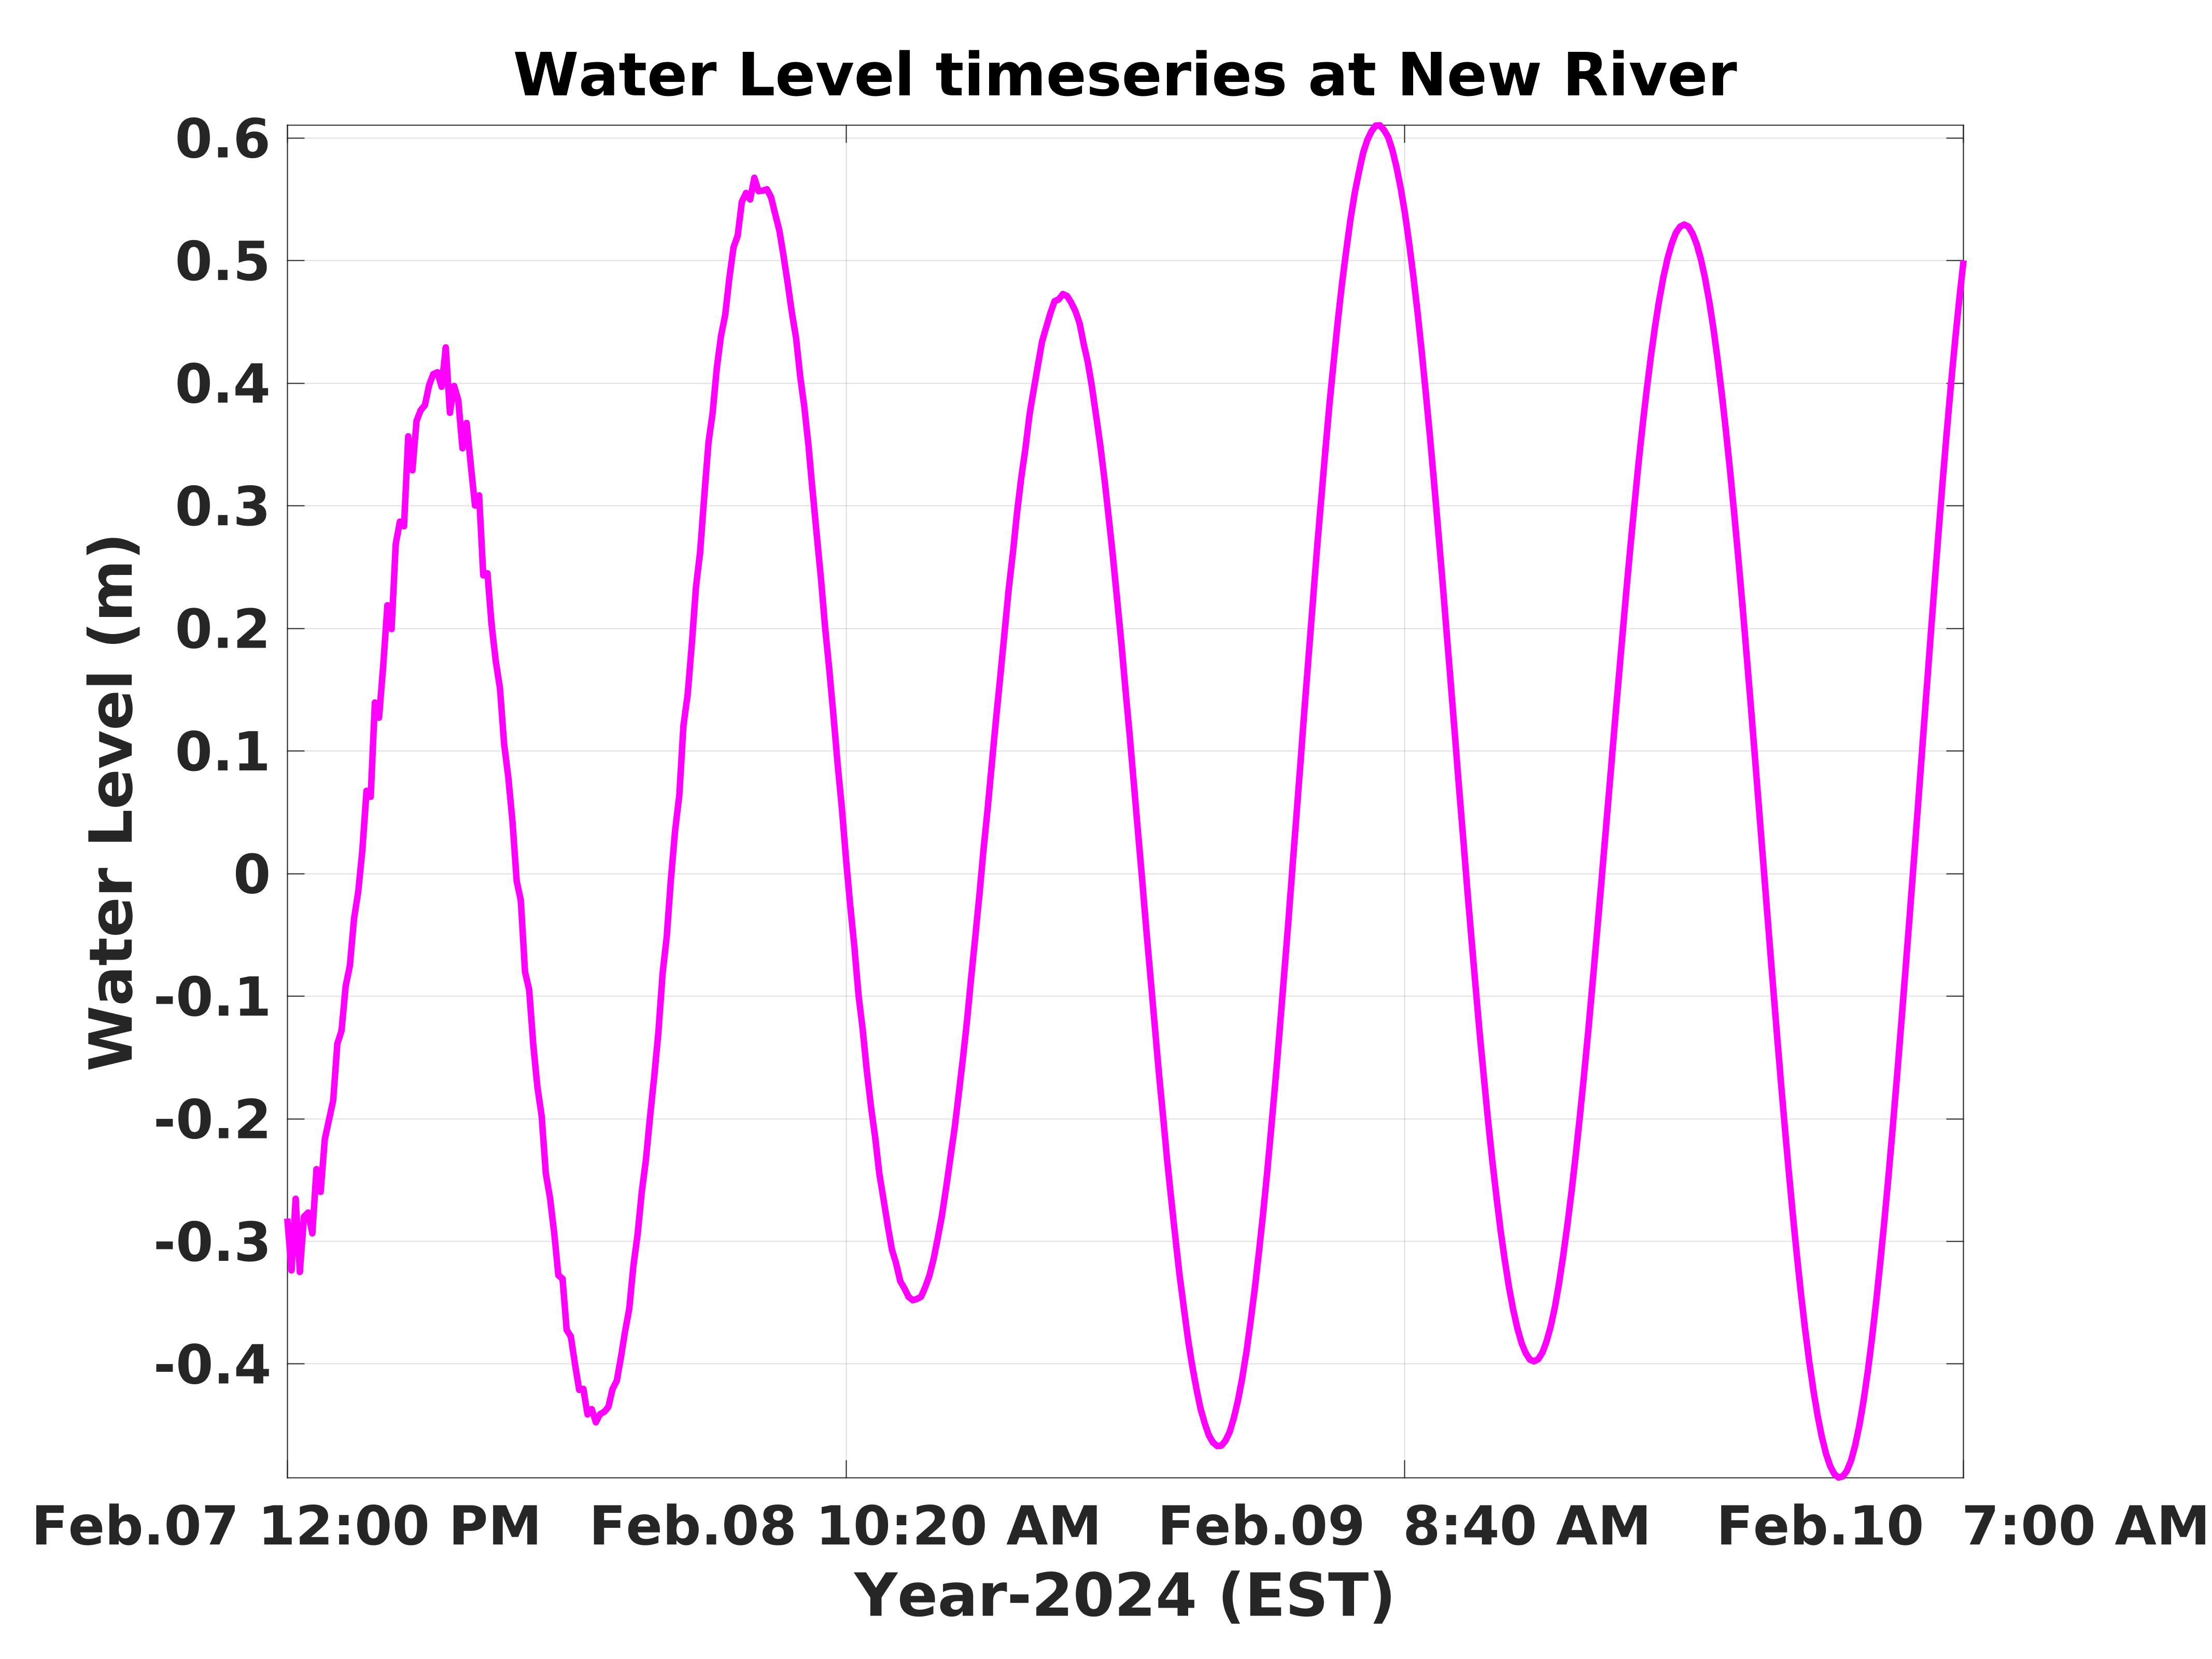 Water Level timeseries at New River
0.6
0.5
0.4
0.3
0.2
0.1
0
-0.1
-0.2
-0.3
-0.4
Water Level (m)
Feb.07 12:00 PM Feb.08 10:20 AM Feb.09 8:40 AM Feb.10 7:00 AM
Year-2024 (EST)